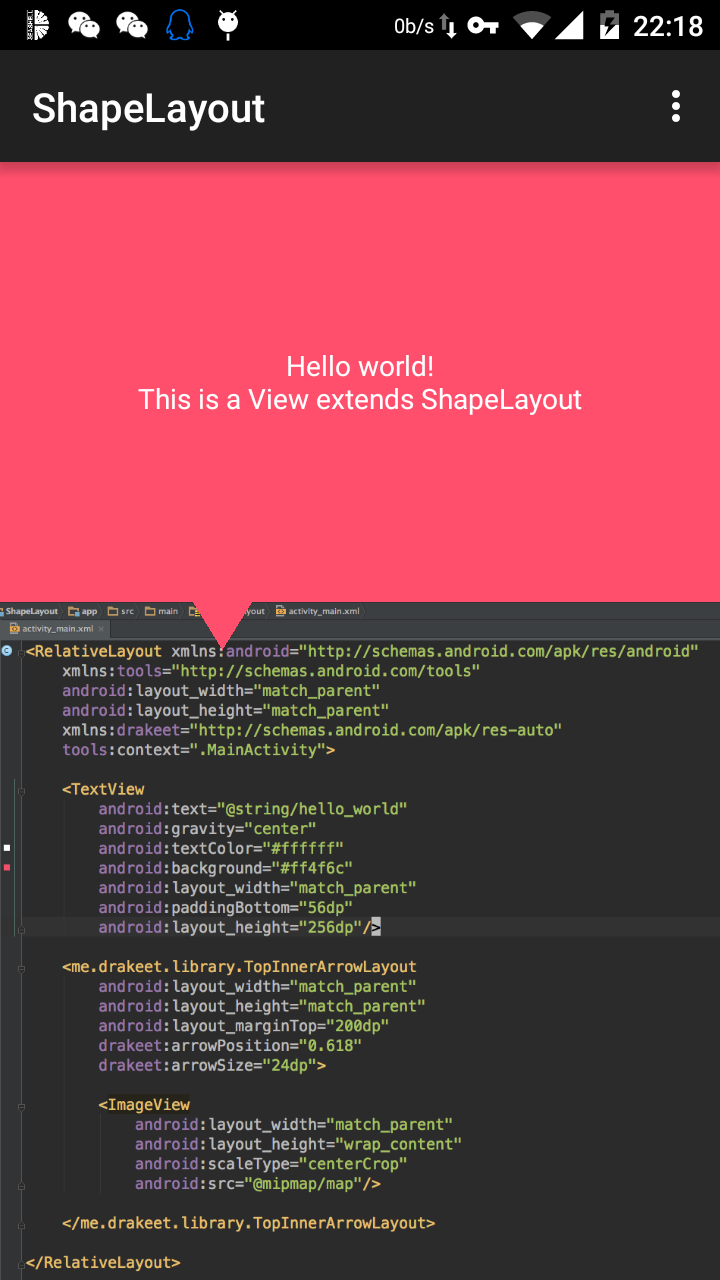 0b/s 22:18
ShapeLayout
Hello world!
This is a View extends ShapeLayout
ShapeLayout app src main activity_main.xml
activity_main.xml
<RelativeLayout xmlns:android="http://schemas.android.com/apk/res/android"
    xmlns:tools="http://schemas.android.com/tools"
    android:layout_width="match_parent"
    android:layout_height="match_parent"
    xmlns:drakeet="http://schemas.android.com/apk/res-auto"
    tools:context=".MainActivity">
    <TextView
        android:text="@string/hello_world"
        android:gravity="center"
        android:textColor="#ffffff"
        android:background="#ff4f6c"
        android:layout_width="match_parent"
        android:paddingBottom="56dp"
        android:layout_height="256dp"/>
    <me.drakeet.library.TopInnerArrowLayout
        android:layout_width="match_parent"
        android:layout_height="match_parent"
        android:layout_marginTop="200dp"
        drakeet:arrowPosition="0.618"
        drakeet:arrowSize="24dp">
        <ImageView
            android:layout_width="match_parent"
            android:layout_height="wrap_content"
            android:scaleType="centerCrop"
            android:src="@mipmap/map"/>
    </me.drakeet.library.TopInnerArrowLayout>
</RelativeLayout>